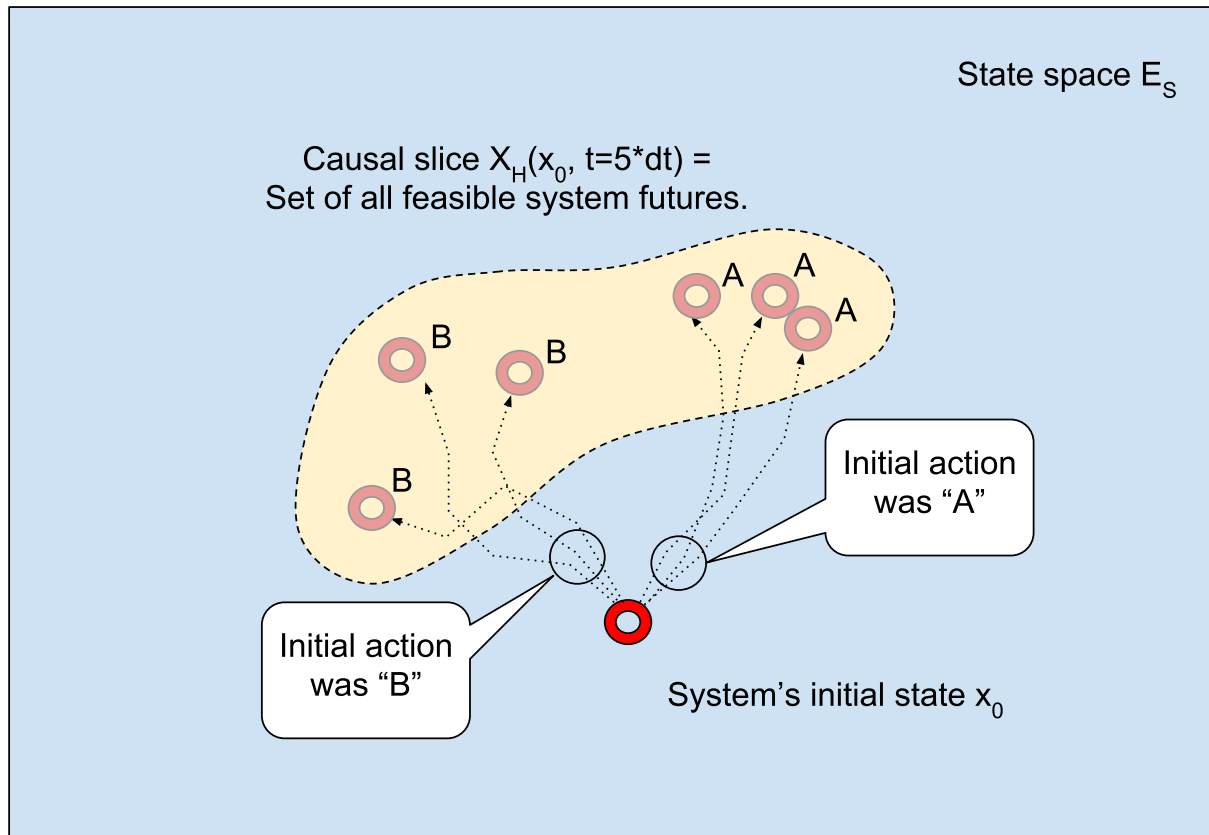 State space E_S
Causal slice X_H(x_0, t=5*dt) =
Set of all feasible system futures.
A
A
A
B
B
B
Initial action
was “A”
Initial action
was “B”
System’s initial state x_0